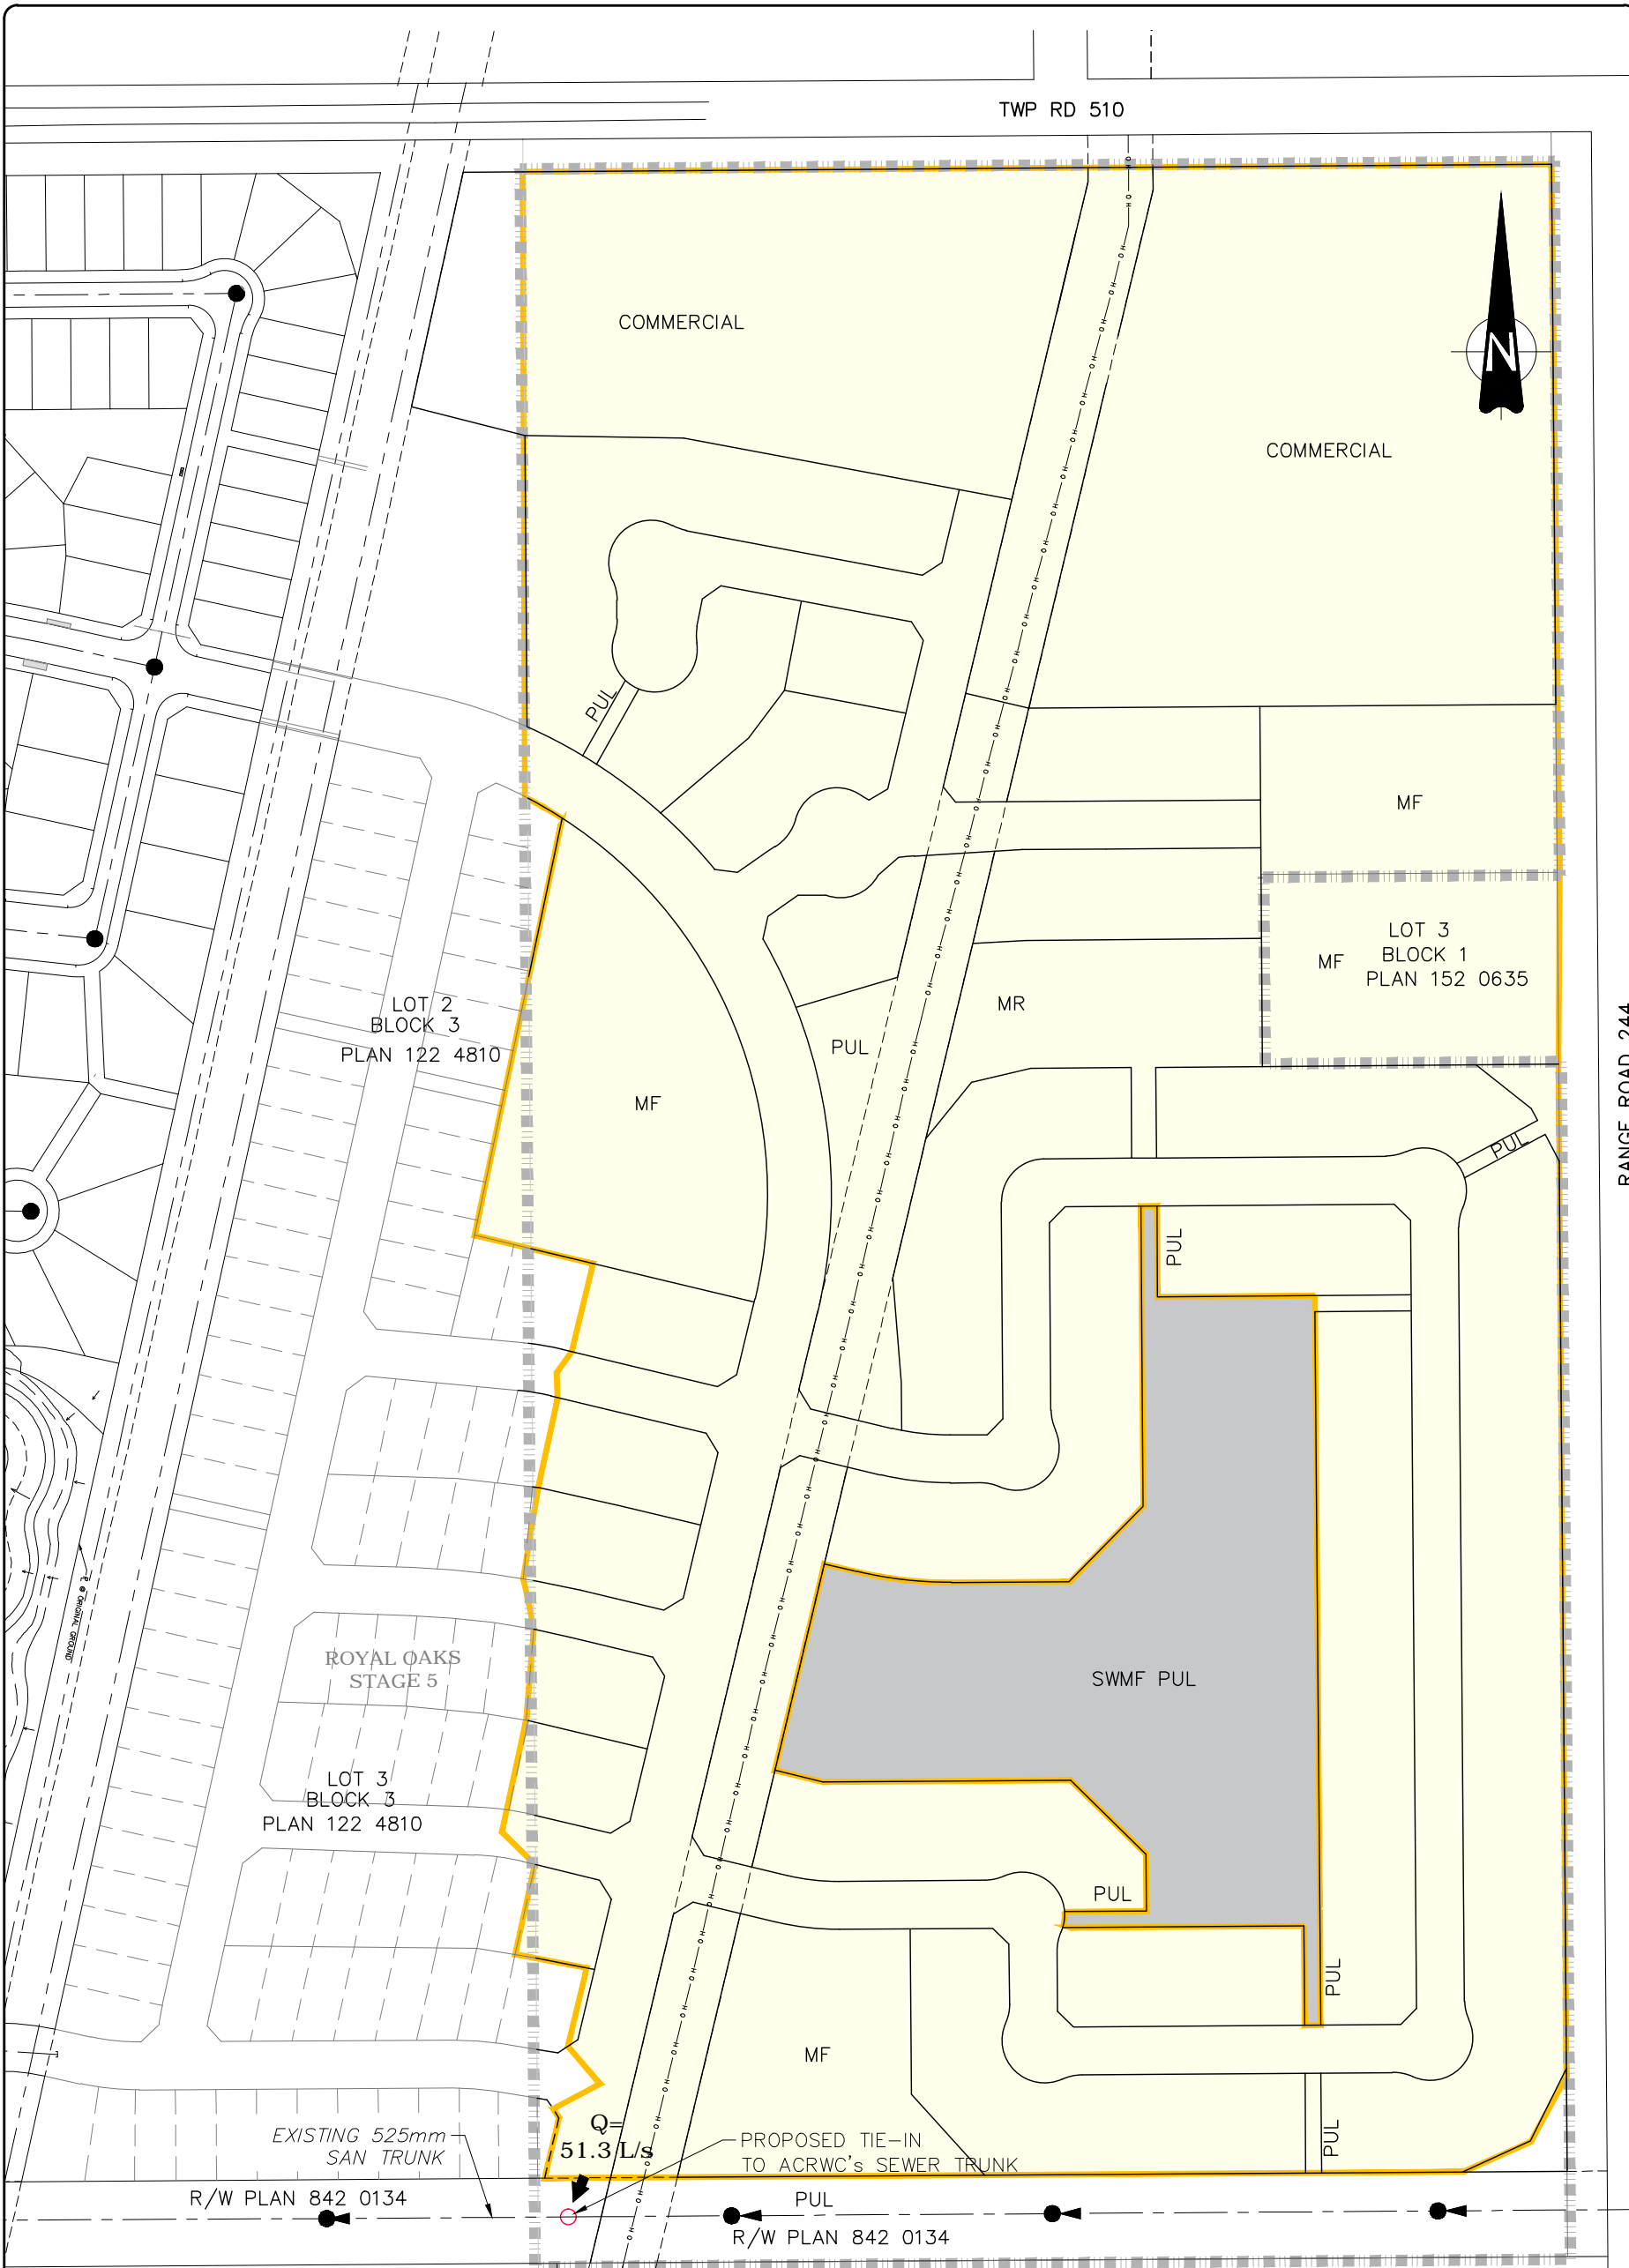 TWP RD 510
COMMERCIAL
N
COMMERCIAL
PUL
MF
LOT 3
BLOCK 1
MF
PLAN 152 0635
LOT 2
BLOCK 3
PLAN 122 4810
MR
PUL
RANGE ROAD 244
MF
PUL
PUL
ORIGINAL GROUND
ROYAL OAKS
STAGE 5
SWMF PUL
LOT 3
BLOCK 3
PLAN 122 4810
PUL
PUL
MF
Q=
51.3 L/s
EXISTING 525mm
SAN TRUNK
PROPOSED TIE-IN
TO ACRWC's SEWER TRUNK
PUL
R/W PLAN 842 0134
PUL
R/W PLAN 842 0134